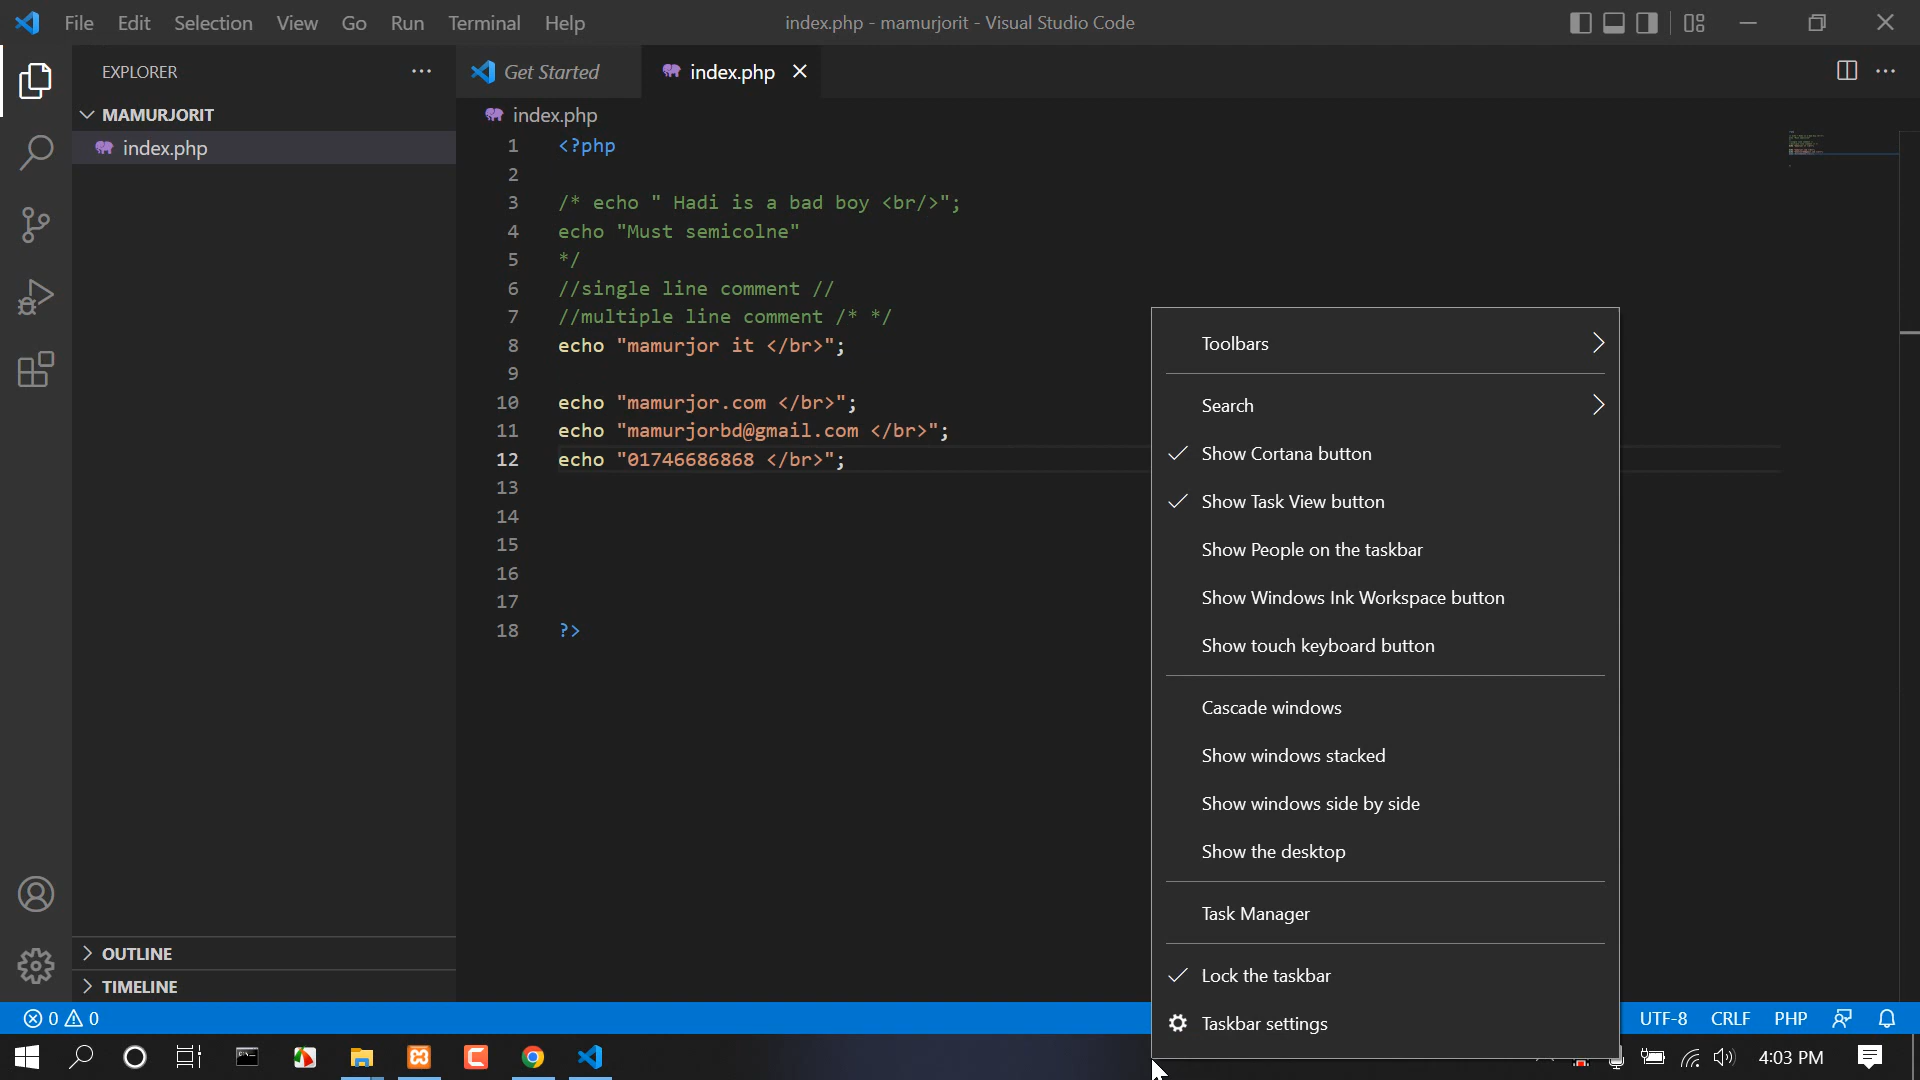 File Edit Selection View Go Run Terminal Help
index.php - mamurjorit - Visual Studio Code
EXPLORER
MAMURJORIT
index.php
OUTLINE
TIMELINE
Get Started
index.php
index.php
1 <?php
2
3 /* echo " Hadi is a bad boy <br/>";
4 echo "Must semicolne"
5 */
6 //single line comment //
7 //multiple line comment /* */
8 echo "mamurjor it </br>";
9
10 echo "mamurjor.com </br>";
11 echo "mamurjorbd@gmail.com </br>";
12 echo "01746686868 </br>";
13
14
15
16
17
18 ?>
Toolbars
Search
Show Cortana button
Show Task View button
Show People on the taskbar
Show Windows Ink Workspace button
Show touch keyboard button
Cascade windows
Show windows stacked
Show windows side by side
Show the desktop
Task Manager
Lock the taskbar
Taskbar settings
0 0
UTF-8 CRLF PHP
4:03 PM